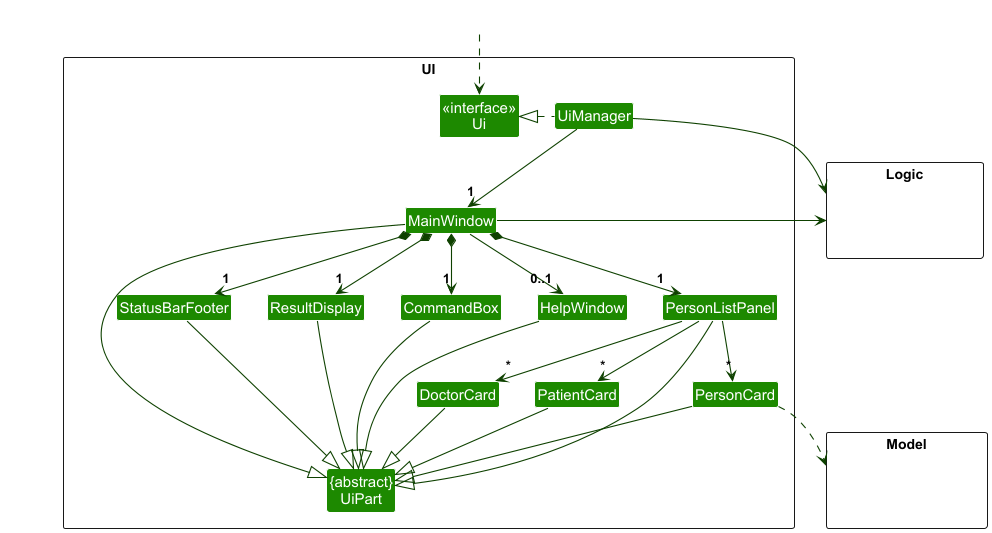 UI
«interface»
Ui
UiManager
Logic
1
MainWindow
1
1
1
0..1
1
StatusBarFooter
ResultDisplay
CommandBox
HelpWindow
PersonListPanel
*
*
*
DoctorCard
PatientCard
PersonCard
Model
{abstract}
UiPart